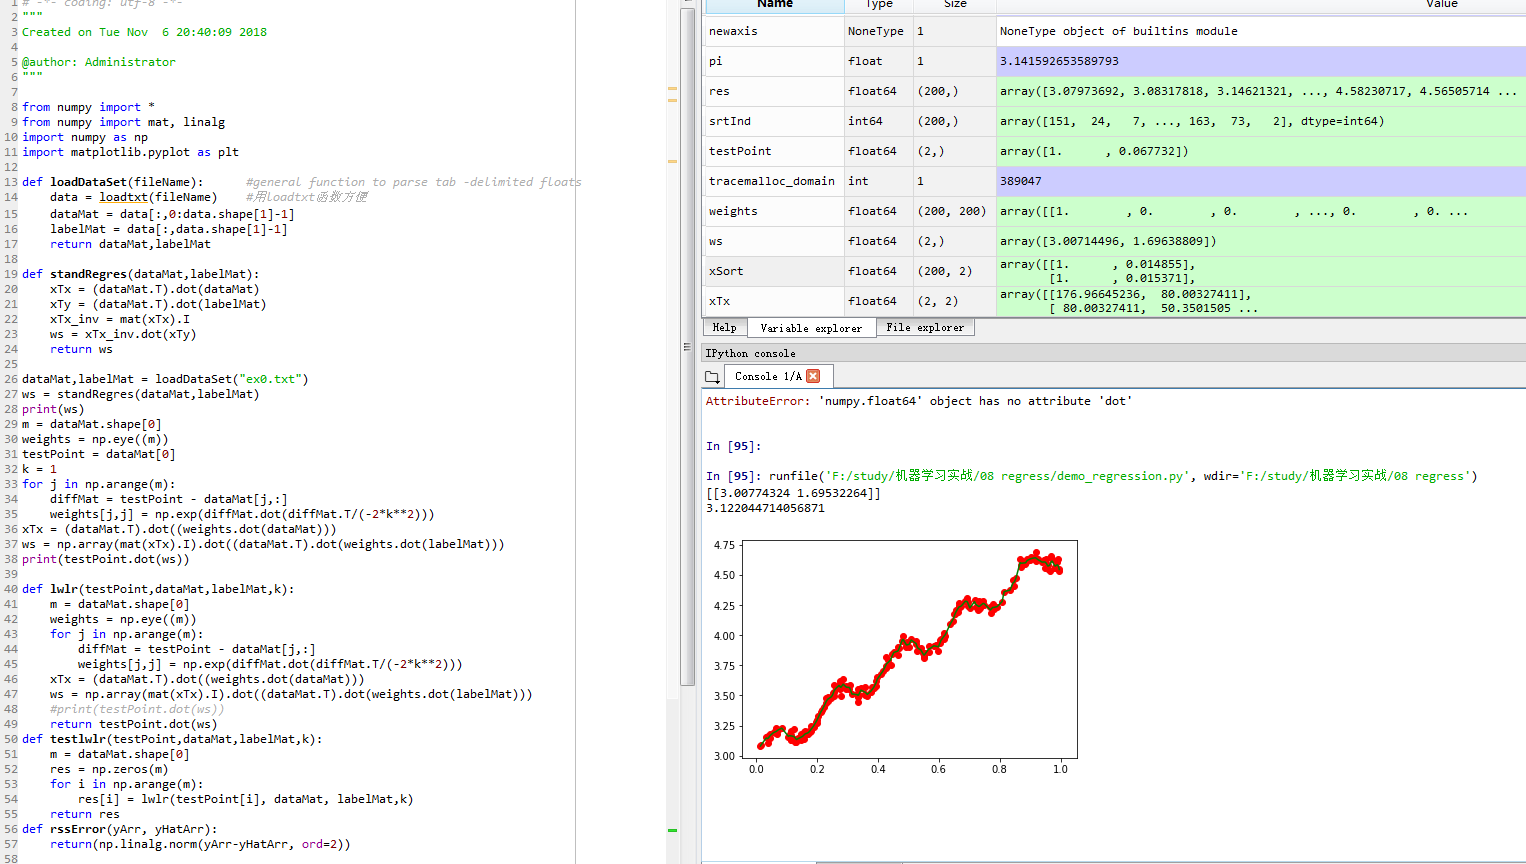 1 # -*- coding: utf-8 -*-
2 """
3 Created on Tue Nov  6 20:40:09 2018
4
5 @author: Administrator
6 """
7
8 from numpy import *
9 from numpy import mat, linalg
10 import numpy as np
11 import matplotlib.pyplot as plt
12
13 def loadDataSet(fileName):      #general function to parse tab -delimited floats
14     data = loadtxt(fileName)    #用loadtxt函数方便
15     dataMat = data[:,0:data.shape[1]-1]
16     labelMat = data[:,data.shape[1]-1]
17     return dataMat,labelMat
18
19 def standRegres(dataMat,labelMat):
20     xTx = (dataMat.T).dot(dataMat)
21     xTy = (dataMat.T).dot(labelMat)
22     xTx_inv = mat(xTx).I
23     ws = xTx_inv.dot(xTy)
24     return ws
25
26 dataMat,labelMat = loadDataSet("ex0.txt")
27 ws = standRegres(dataMat,labelMat)
28 print(ws)
29 m = dataMat.shape[0]
30 weights = np.eye((m))
31 testPoint = dataMat[0]
32 k = 1
33 for j in np.arange(m):
34     diffMat = testPoint - dataMat[j,:]
35     weights[j,j] = np.exp(diffMat.dot(diffMat.T/(-2*k**2)))
36 xTx = (dataMat.T).dot((weights.dot(dataMat)))
37 ws = np.array(mat(xTx).I).dot((dataMat.T).dot(weights.dot(labelMat)))
38 print(testPoint.dot(ws))
39
40 def lwlr(testPoint,dataMat,labelMat,k):
41     m = dataMat.shape[0]
42     weights = np.eye((m))
43     for j in np.arange(m):
44         diffMat = testPoint - dataMat[j,:]
45         weights[j,j] = np.exp(diffMat.dot(diffMat.T/(-2*k**2)))
46     xTx = (dataMat.T).dot((weights.dot(dataMat)))
47     ws = np.array(mat(xTx).I).dot((dataMat.T).dot(weights.dot(labelMat)))
48     #print(testPoint.dot(ws))
49     return testPoint.dot(ws)
50 def testlwlr(testPoint,dataMat,labelMat,k):
51     m = dataMat.shape[0]
52     res = np.zeros(m)
53     for i in np.arange(m):
54         res[i] = lwlr(testPoint[i], dataMat, labelMat,k)
55     return res
56 def rssError(yArr, yHatArr):
57     return(np.linalg.norm(yArr-yHatArr, ord=2))
58
Name Type Size Value
newaxis NoneType 1 NoneType object of builtins module
pi float 1 3.141592653589793
res float64 (200,) array([3.07973692, 3.08317818, 3.14621321, ..., 4.58230717, 4.56505714 ...
srtInd int64 (200,) array([151,  24,   7, ..., 163,  73,   2], dtype=int64)
testPoint float64 (2,) array([1.      , 0.067732])
tracemalloc_domain int 1 389047
weights float64 (200, 200) array([[1.        , 0.        , 0.        , ..., 0.        , 0. ...
ws float64 (2,) array([3.00714496, 1.69638809])
xSort float64 (200, 2) array([[1.      , 0.014855],
[1.      , 0.015371],
xTx float64 (2, 2) array([[176.96645236,  80.00327411],
[ 80.00327411,  50.3501505 ...
Help Variable explorer File explorer
IPython console
Console 1/A
AttributeError: 'numpy.float64' object has no attribute 'dot'
In [95]:
In [95]: runfile('F:/study/机器学习实战/08 regress/demo_regression.py', wdir='F:/study/机器学习实战/08 regress')
[[3.00774324 1.69532264]]
3.122044714056871
4.75
4.50
4.25
4.00
3.75
3.50
3.25
3.00
0.0 0.2 0.4 0.6 0.8 1.0